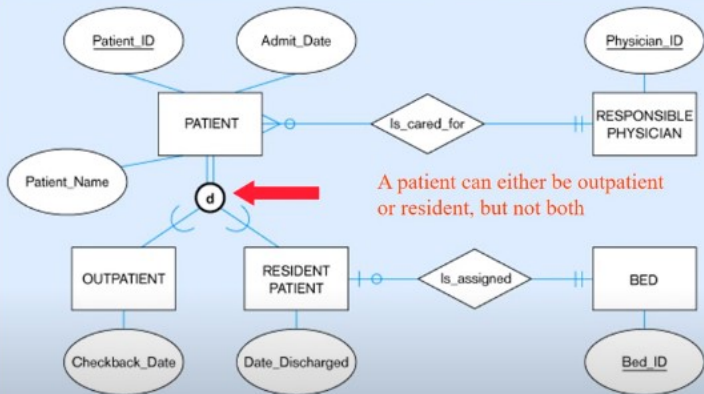 Patient_ID
Admit_Date
Physician_ID
PATIENT
Is_cared_for
RESPONSIBLE
PHYSICIAN
Patient_Name
d
A patient can either be outpatient
or resident, but not both
OUTPATIENT
RESIDENT
PATIENT
Is_assigned
BED
Checkback_Date
Date_Discharged
Bed_ID